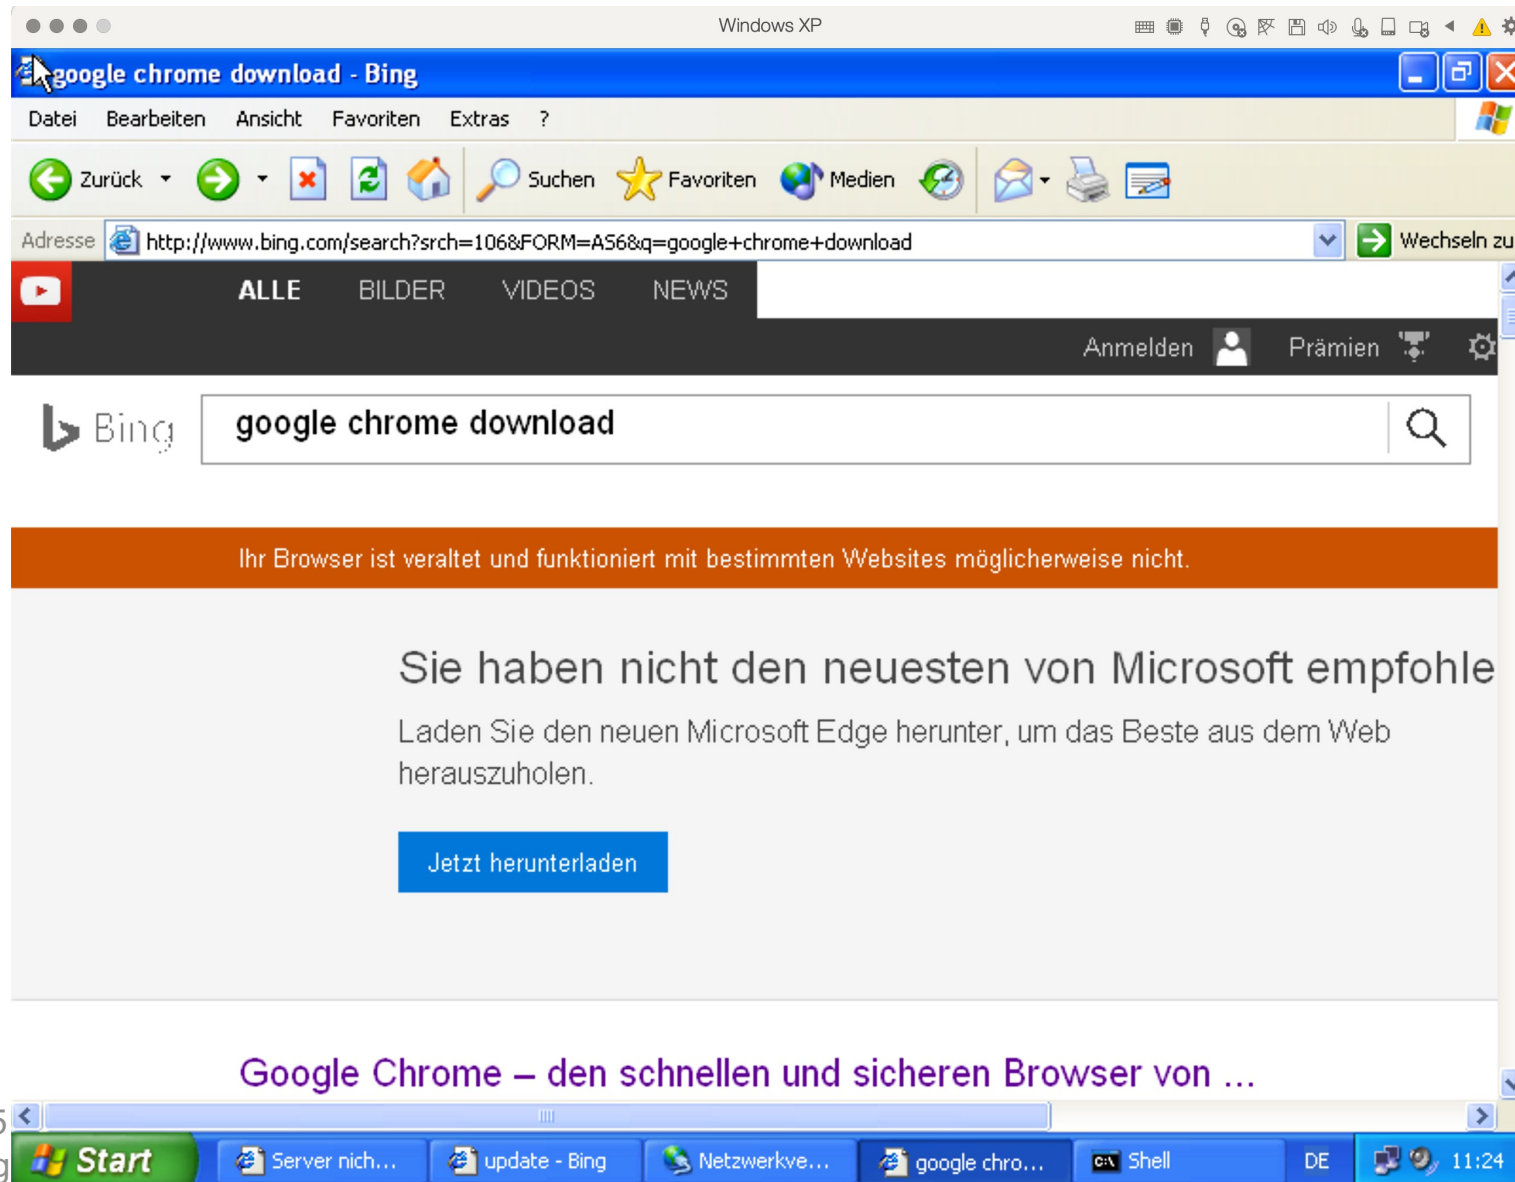 Windows XP
google chrome download - Bing
Datei Bearbeiten Ansicht Favoriten Extras ?
Zurück Suchen Favoriten Medien
Adresse http://www.bing.com/search?srch=106&FORM=AS6&q=google+chrome+download Wechseln zu
ALLE BILDER VIDEOS NEWS
Anmelden Prämien
Bing google chrome download
Ihr Browser ist veraltet und funktioniert mit bestimmten Websites möglicherweise nicht.
Sie haben nicht den neuesten von Microsoft empfohle
Laden Sie den neuen Microsoft Edge herunter, um das Beste aus dem Web
herauszuholen.
Jetzt herunterladen
Google Chrome – den schnellen und sicheren Browser von ...
Start Server nich... update - Bing Netzwerkve... google chro... Shell DE 11:24